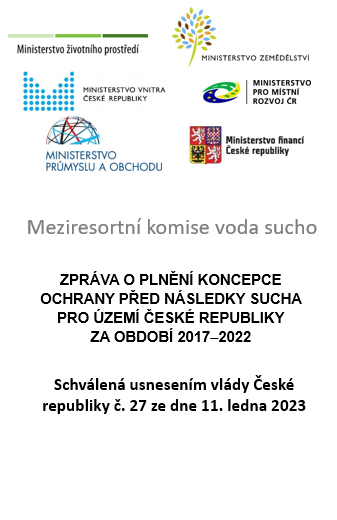 Ministerstvo životního prostředí
MINISTERSTVO ZEMĚDĚLSTVÍ
MINISTERSTVO VNITRA
ČESKÉ REPUBLIKY
MINISTERSTVO
PRO MÍSTNÍ
ROZVOJ ČR
MINISTERSTVO
PRŮMYSLU A OBCHODU
Ministerstvo financí
České republiky
Meziresortní komise voda sucho
ZPRÁVA O PLNĚNÍ KONCEPCE
OCHRANY PŘED NÁSLEDKY SUCHA
PRO ÚZEMÍ ČESKÉ REPUBLIKY
ZA OBDOBÍ 2017–2022
Schválená usnesením vlády České
republiky č. 27 ze dne 11. ledna 2023